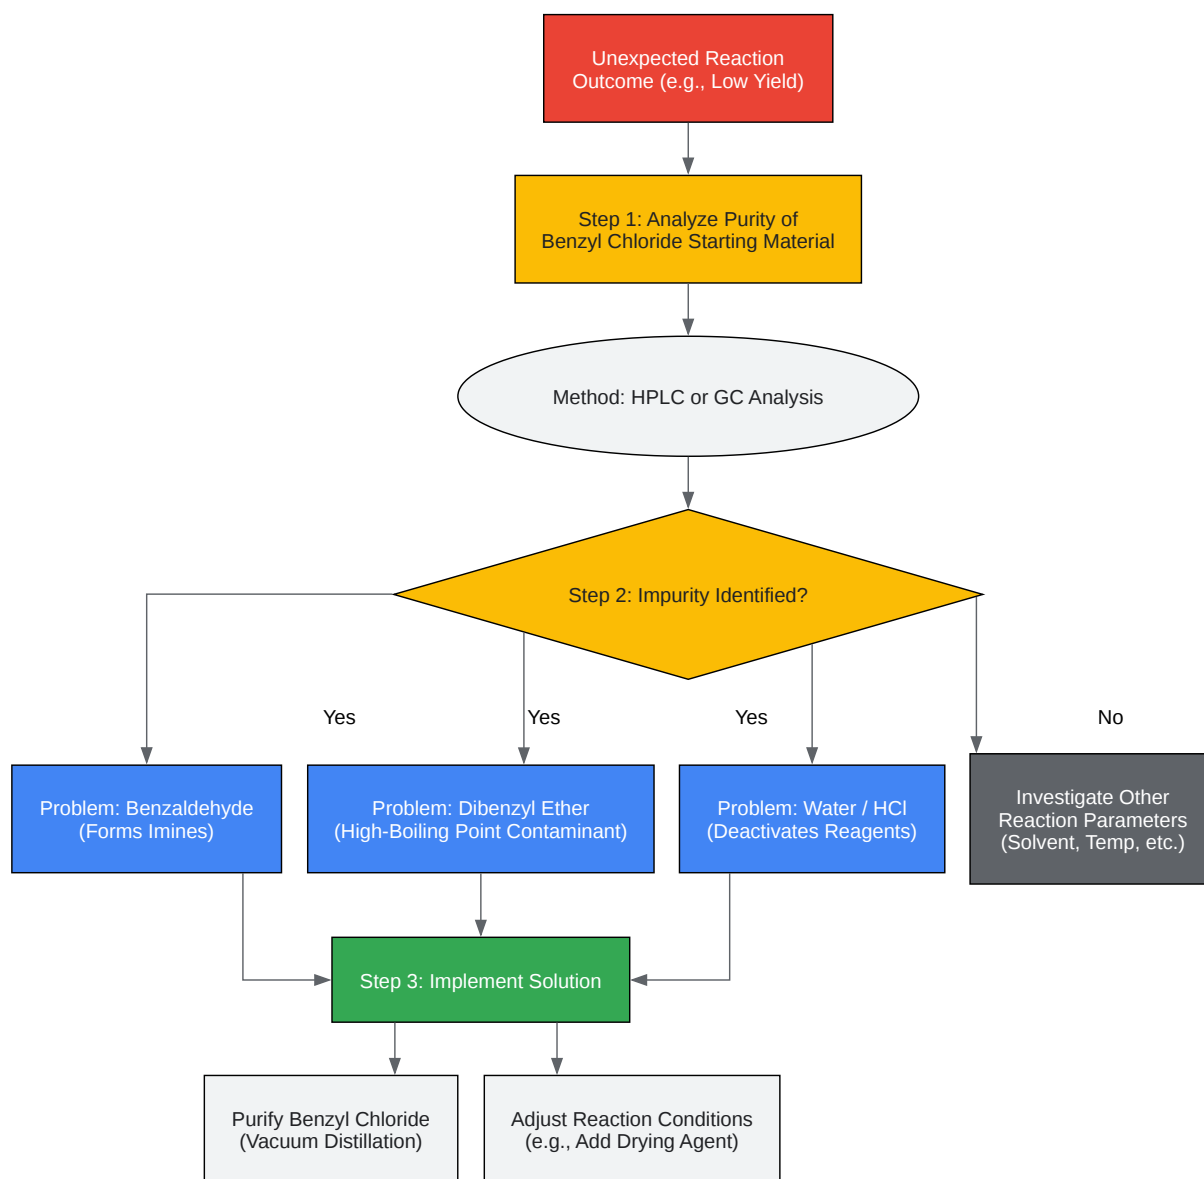 Unexpected Reaction
Outcome (e.g., Low Yield)
Step 1: Analyze Purity of
Benzyl Chloride Starting Material
Method: HPLC or GC Analysis
Step 2: Impurity Identified?
Yes
Yes
Yes
No
Problem: Benzaldehyde
(Forms Imines)
Problem: Dibenzyl Ether
(High-Boiling Point Contaminant)
Problem: Water / HCl
(Deactivates Reagents)
Investigate Other
Reaction Parameters
(Solvent, Temp, etc.)
Step 3: Implement Solution
Purify Benzyl Chloride
(Vacuum Distillation)
Adjust Reaction Conditions
(e.g., Add Drying Agent)